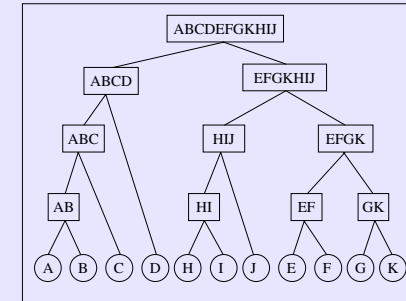 ABCDEFGKHIJ
ABCD EFGKHIJ
ABC HIJ EFGK
AB HI EF GK
A B C D H I J E F G K